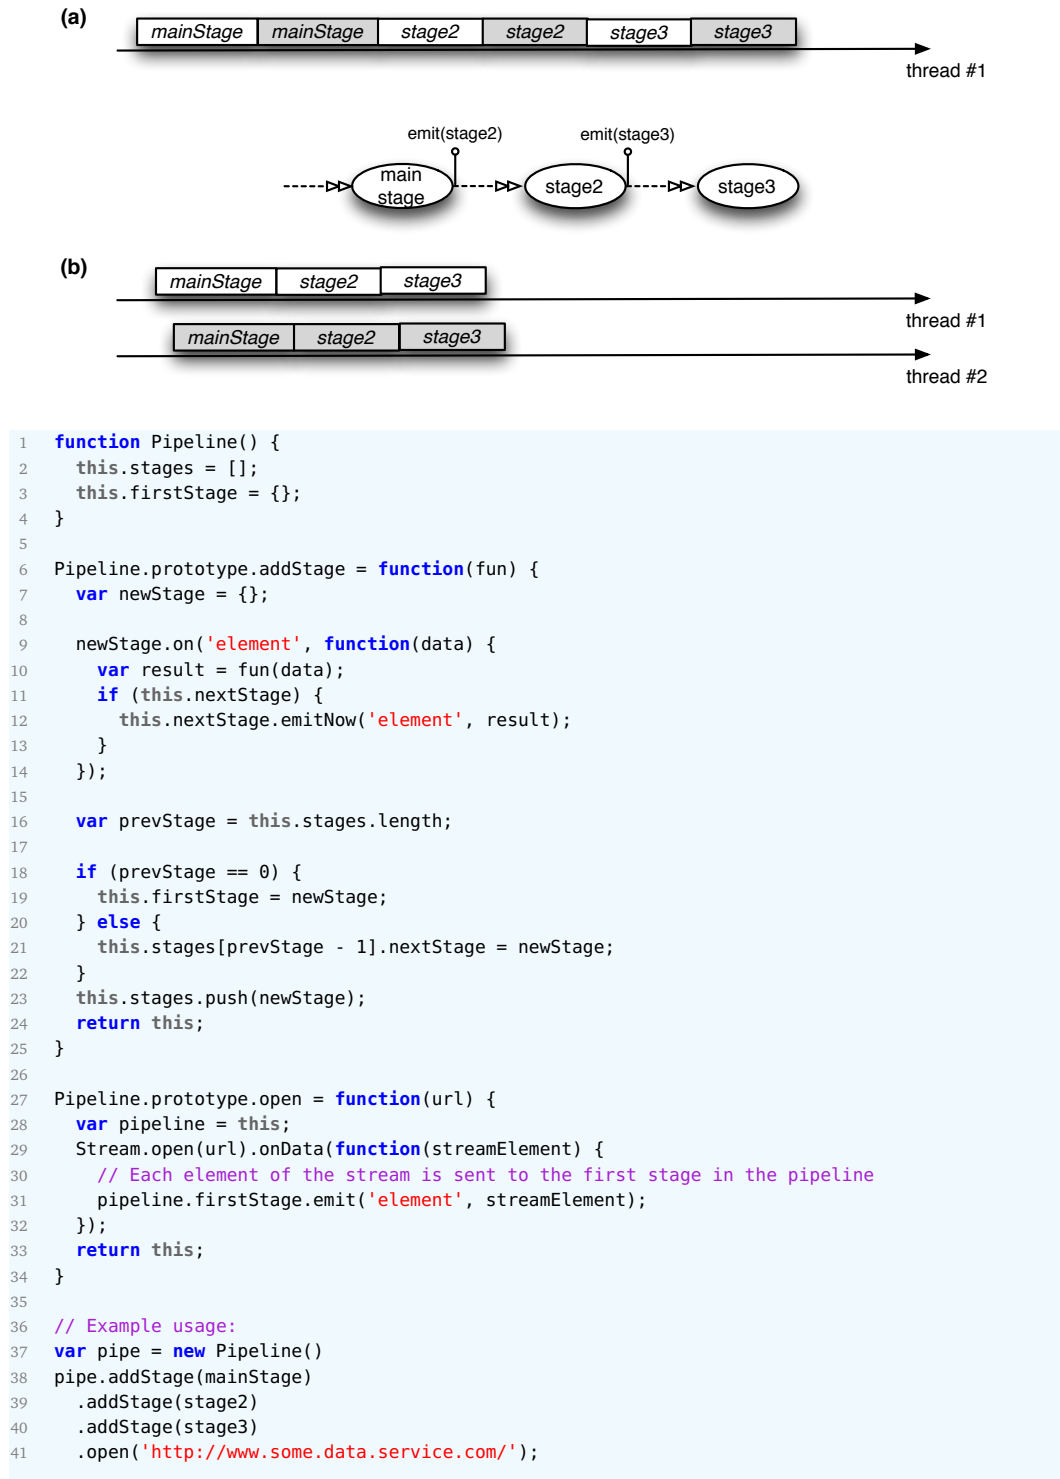 (a)
mainStage mainStage stage2 stage2 stage3 stage3
thread #1
emit(stage2) emit(stage3)
main stage stage2 stage3
(b)
mainStage stage2 stage3
thread #1
mainStage stage2 stage3
thread #2
1 function Pipeline() {
2   this.stages = [];
3   this.firstStage = {};
4 }
5
6 Pipeline.prototype.addStage = function(fun) {
7   var newStage = {};
8
9   newStage.on('element', function(data) {
10     var result = fun(data);
11     if (this.nextStage) {
12       this.nextStage.emitNow('element', result);
13     }
14   });
15
16   var prevStage = this.stages.length;
17
18   if (prevStage == 0) {
19     this.firstStage = newStage;
20   } else {
21     this.stages[prevStage - 1].nextStage = newStage;
22   }
23   this.stages.push(newStage);
24   return this;
25 }
26
27 Pipeline.prototype.open = function(url) {
28   var pipeline = this;
29   Stream.open(url).onData(function(streamElement) {
30     // Each element of the stream is sent to the first stage in the pipeline
31     pipeline.firstStage.emit('element', streamElement);
32   });
33   return this;
34 }
35
36 // Example usage:
37 var pipe = new Pipeline()
38 pipe.addStage(mainStage)
39   .addStage(stage2)
40   .addStage(stage3)
41   .open('http://www.some.data.service.com/');